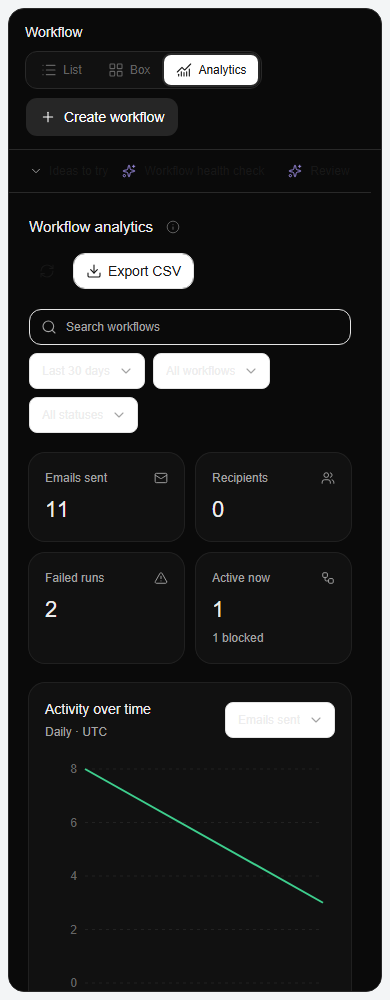 Workflow
List
Box
Analytics
Create workflow
Ideas to try
Workflow health check
Review
Workflow analytics
Export CSV
Search workflows
Last 30 days
All workflows
All statuses
Emails sent
11
Recipients
0
Failed runs
2
Active now
1
1 blocked
Activity over time
Daily · UTC
Emails sent
8
6
4
2
0